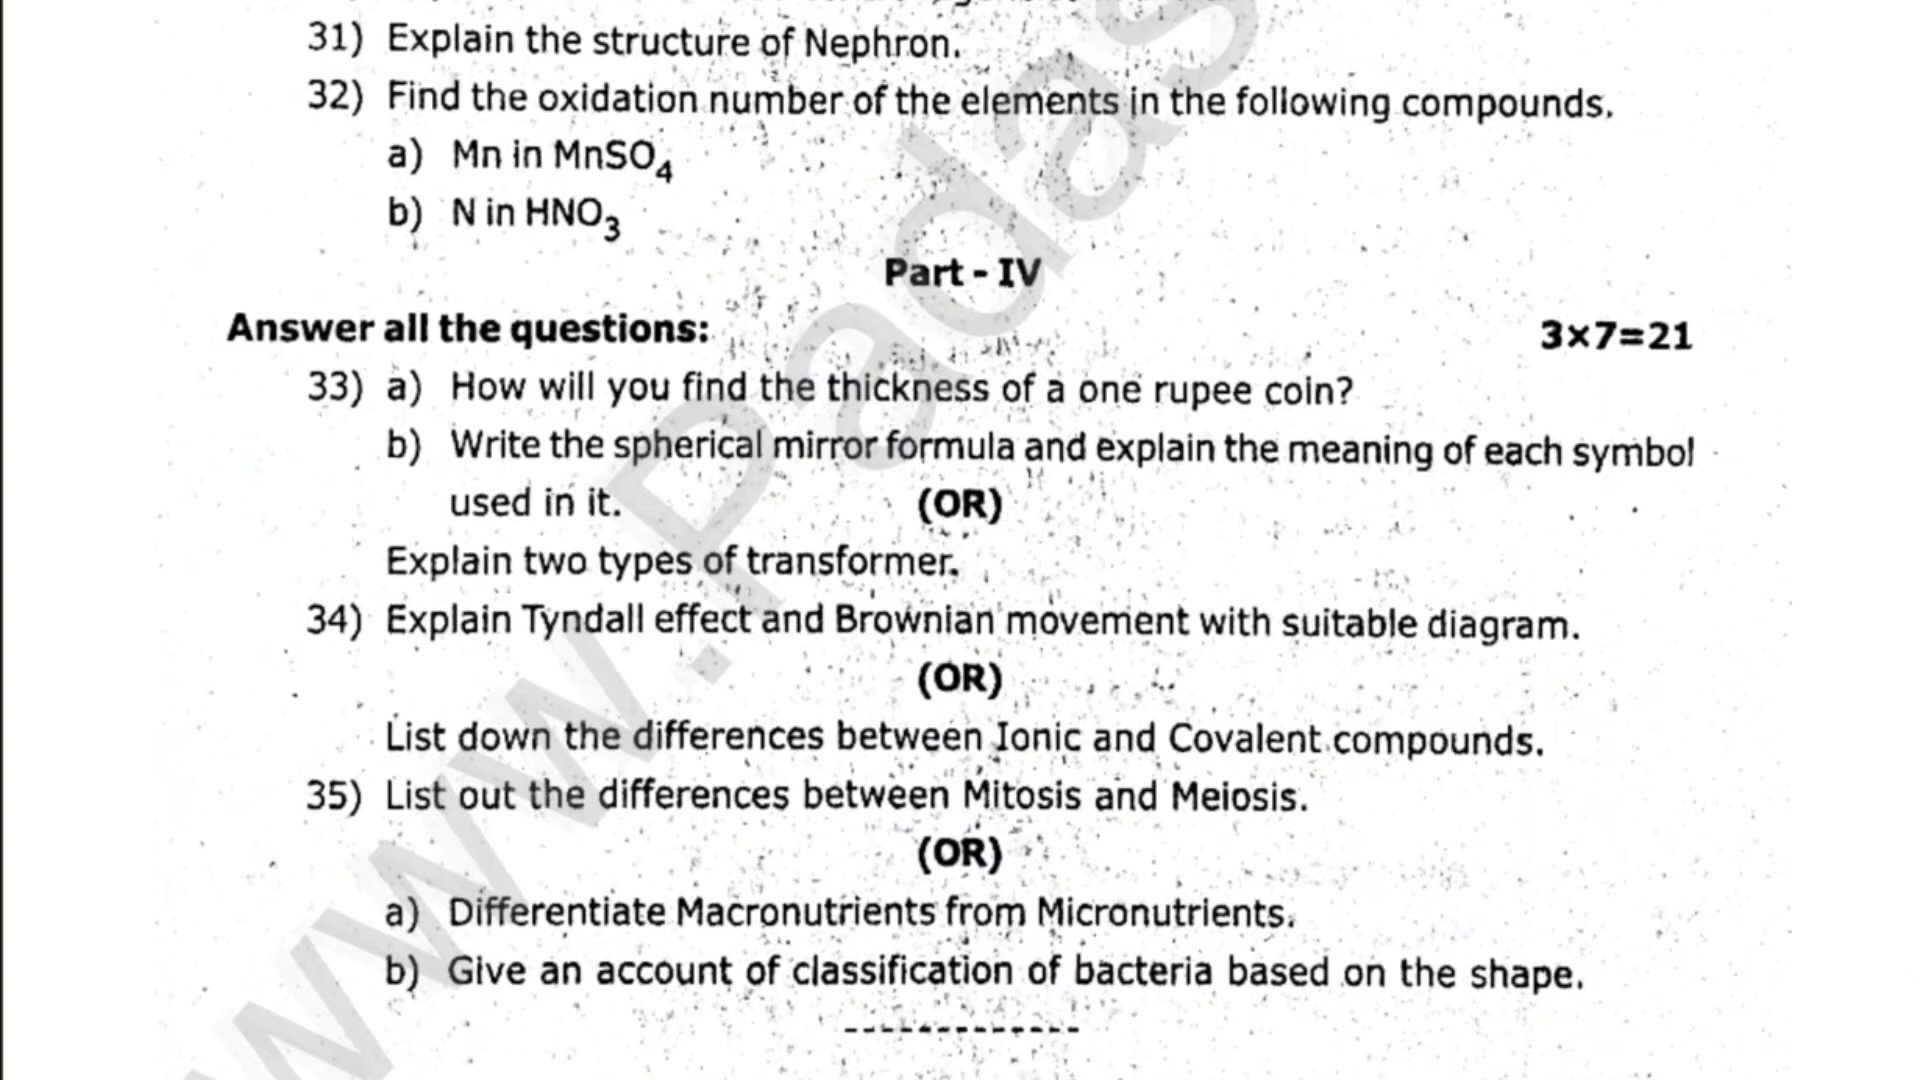 31) Explain the structure of Nephron.
32) Find the oxidation number of the elements in the following compounds.
a) Mn in MnSO₄
b) N in HNO₃
Part - IV
Answer all the questions: 3×7=21
33) a) How will you find the thickness of a one rupee coin?
b) Write the spherical mirror formula and explain the meaning of each symbol
used in it. (OR)
Explain two types of transformer.
34) Explain Tyndall effect and Brownian movement with suitable diagram.
(OR)
List down the differences between Ionic and Covalent compounds.
35) List out the differences between Mitosis and Meiosis.
(OR)
a) Differentiate Macronutrients from Micronutrients.
b) Give an account of classification of bacteria based on the shape.
-------------
www.Padas